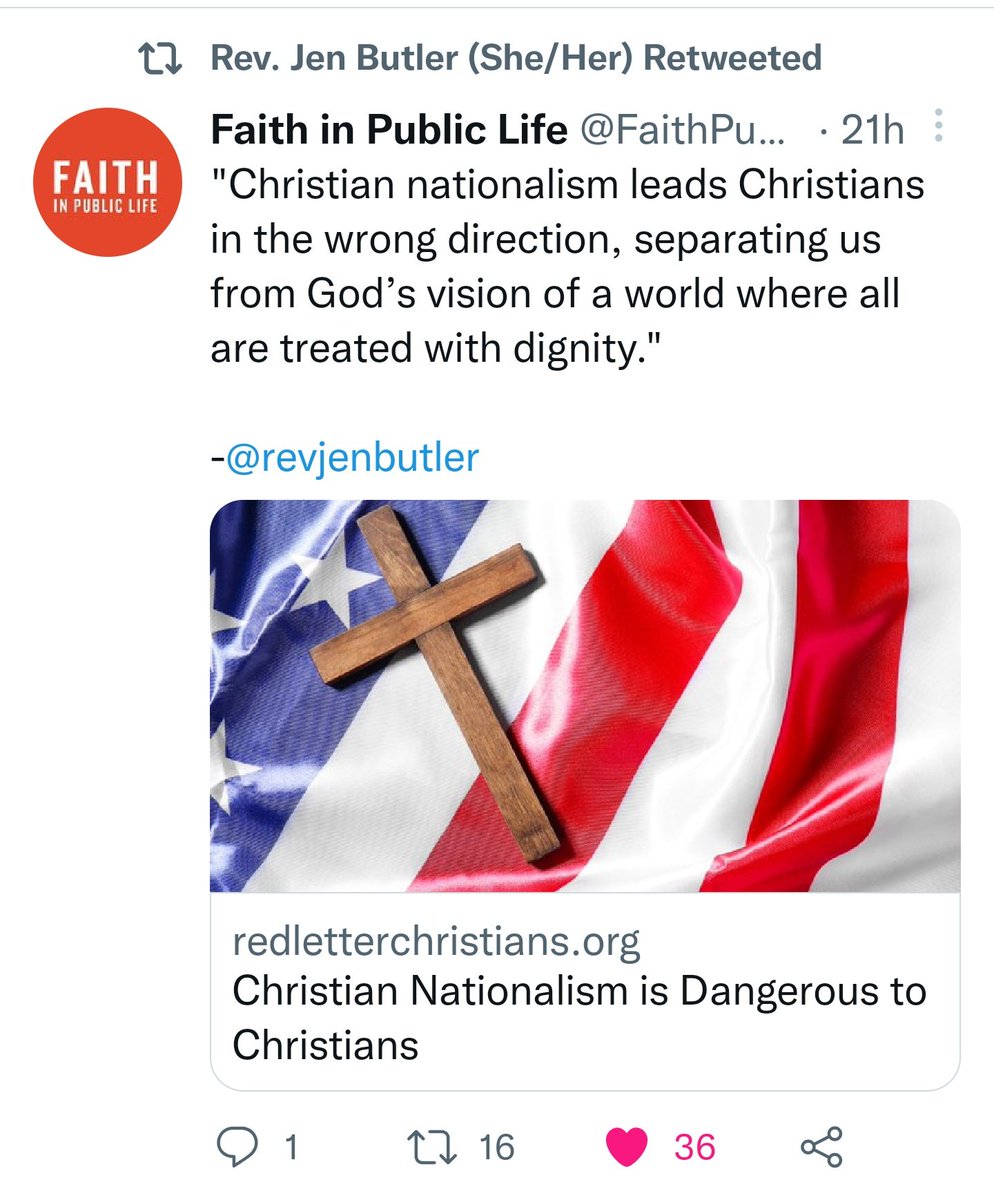 Rev. Jen Butler (She/Her) Retweeted
Faith in Public Life @FaithPu... · 21h
FAITH
IN PUBLIC LIFE
"Christian nationalism leads Christians
in the wrong direction, separating us
from God’s vision of a world where all
are treated with dignity."
-@revjenbutler
redletterchristians.org
Christian Nationalism is Dangerous to
Christians
1 16 36